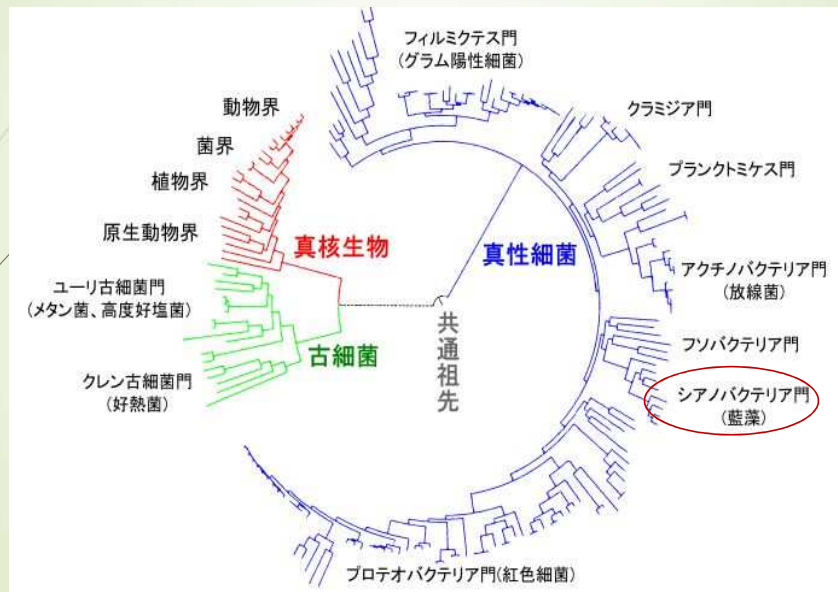 フィルミクテス門
(グラム陽性細菌)
動物界
菌界
植物界
原生動物界
真核生物
ユーリ古細菌門
(メタン菌、高度好塩菌)
古細菌
クレン古細菌門
(好熱菌)
共通祖先
真性細菌
クラミジア門
プランクトミケス門
アクチノバクテリア門
(放線菌)
フソバクテリア門
シアノバクテリア門
(藍藻)
プロテオバクテリア門(紅色細菌)